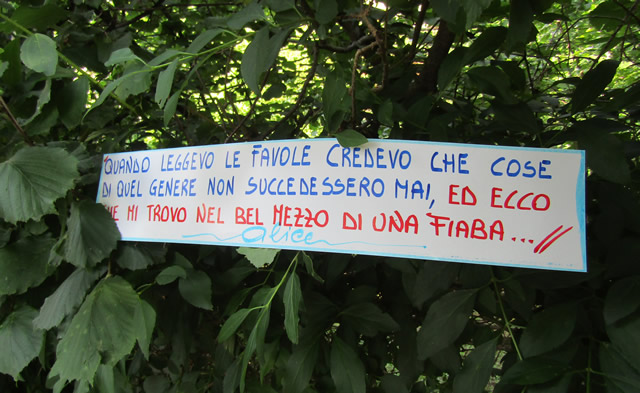 QUANDO LEGGEVO LE FAVOLE CREDEVO CHE COSE
DI QUEL GENERE NON SUCCEDESSERO MAI, ED ECCO
CHE MI TROVO NEL BEL MEZZO DI UNA FIABA...//
alice